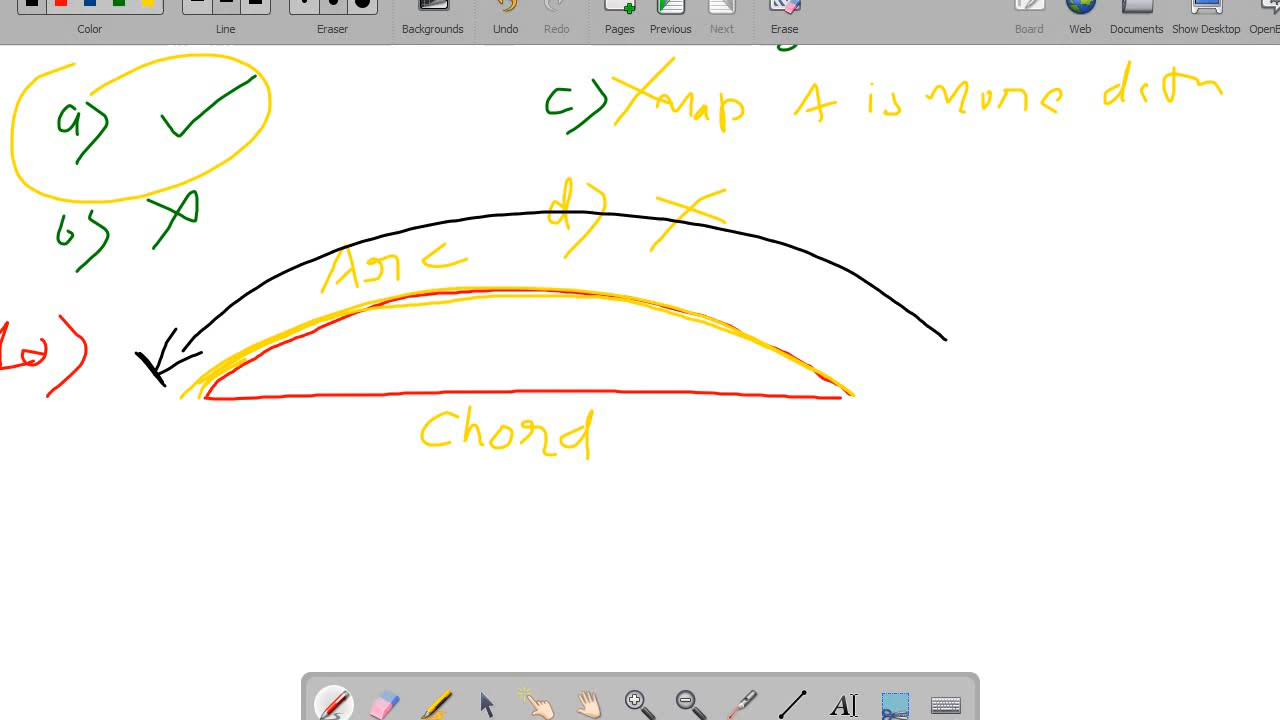 Color Line Eraser Backgrounds Undo Redo Pages Previous Next Erase Board Web Documents Show Desktop
a)
c) map A is more
b)
d)
Arc
Chord